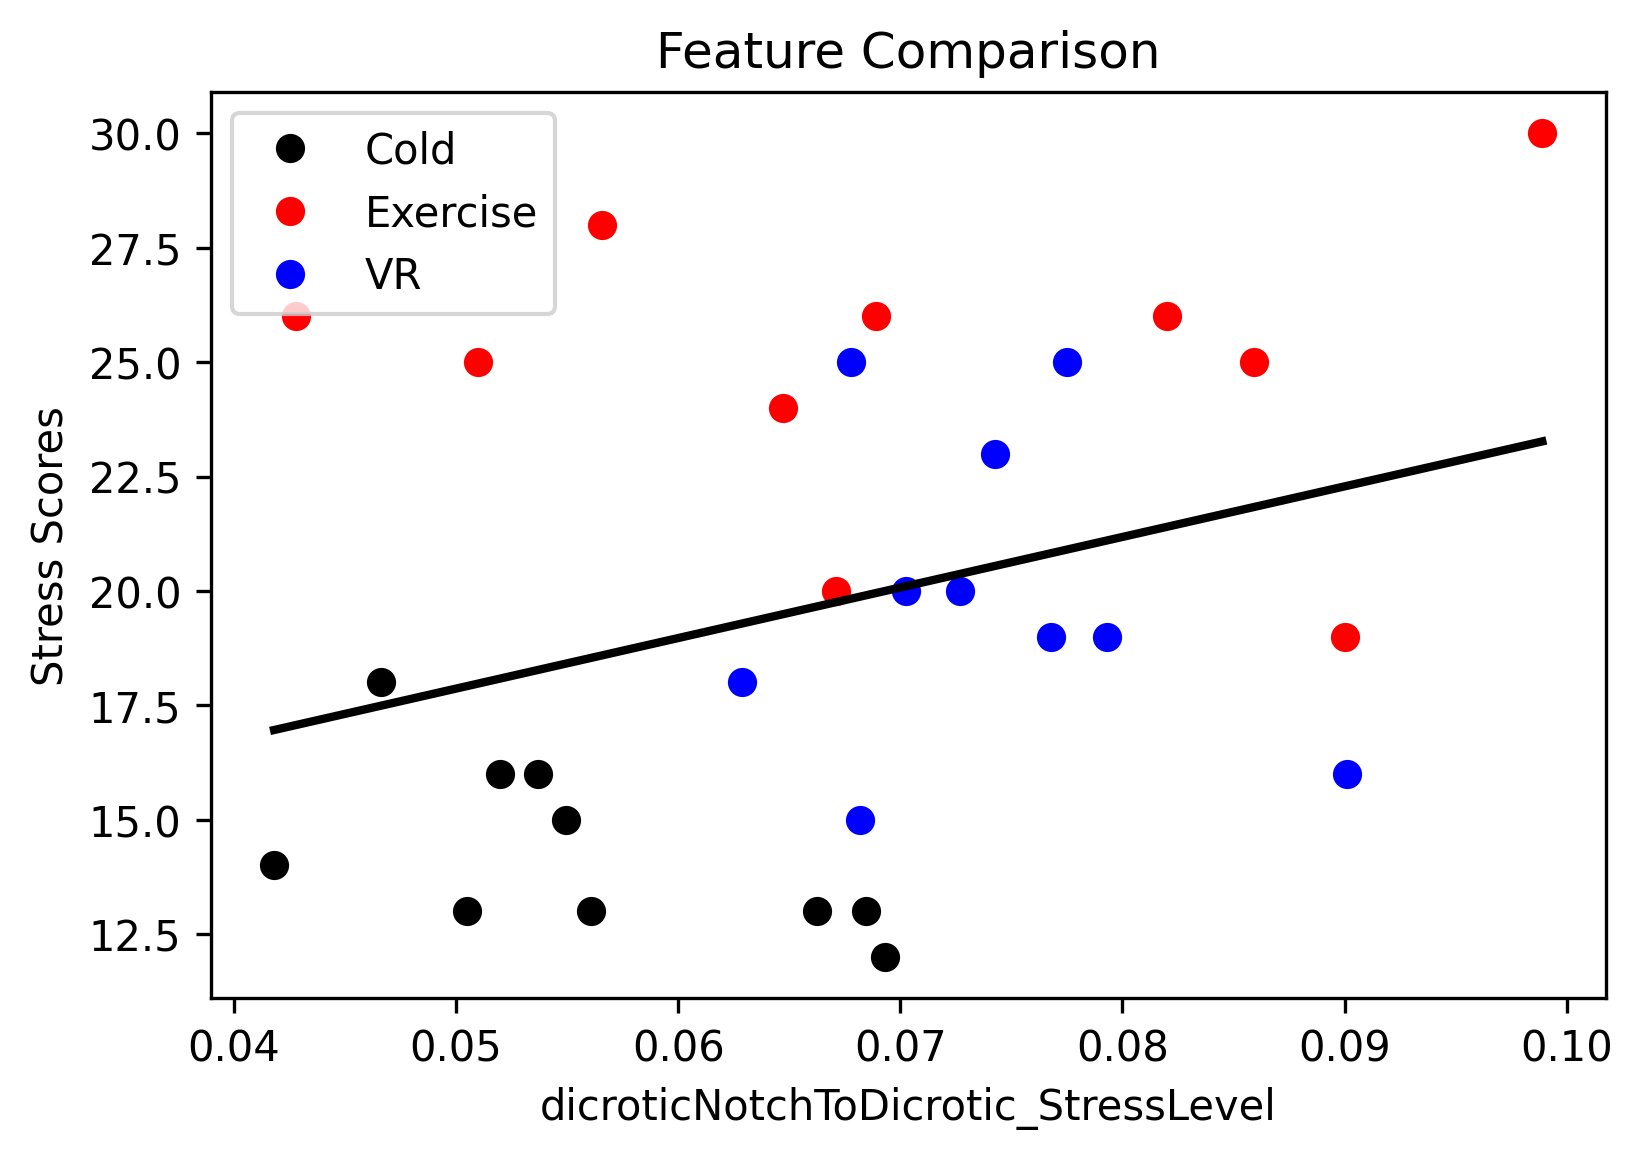 Feature Comparison
Cold
Exercise
VR
30.0
27.5
25.0
22.5
20.0
17.5
15.0
12.5
Stress Scores
0.04 0.05 0.06 0.07 0.08 0.09 0.10
dicroticNotchToDicrotic_StressLevel